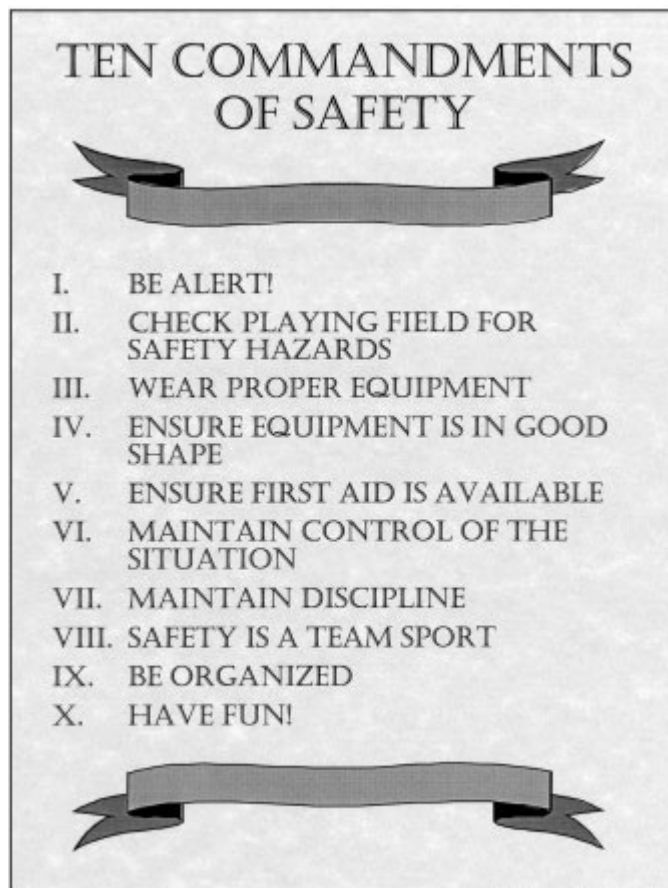 TEN COMMANDMENTS
OF SAFETY
I. BE ALERT!
II. CHECK PLAYING FIELD FOR
SAFETY HAZARDS
III. WEAR PROPER EQUIPMENT
IV. ENSURE EQUIPMENT IS IN GOOD
SHAPE
V. ENSURE FIRST AID IS AVAILABLE
VI. MAINTAIN CONTROL OF THE
SITUATION
VII. MAINTAIN DISCIPLINE
VIII. SAFETY IS A TEAM SPORT
IX. BE ORGANIZED
X. HAVE FUN!